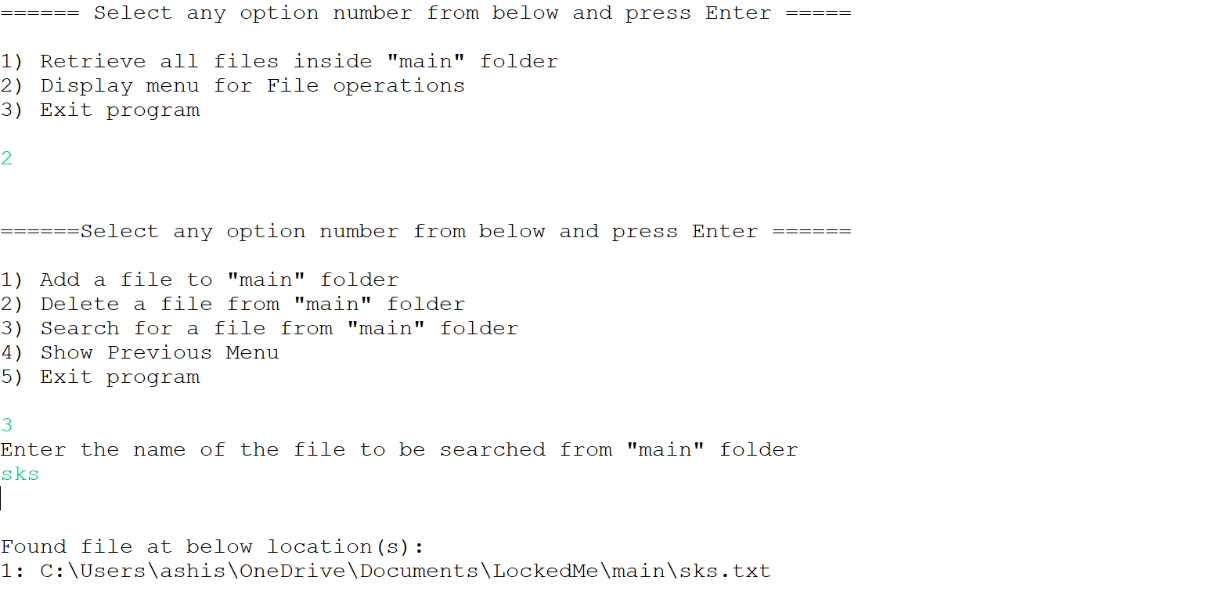 ====== Select any option number from below and press Enter =====
1) Retrieve all files inside "main" folder
2) Display menu for File operations
3) Exit program
2
======Select any option number from below and press Enter ======
1) Add a file to "main" folder
2) Delete a file from "main" folder
3) Search for a file from "main" folder
4) Show Previous Menu
5) Exit program
3
Enter the name of the file to be searched from "main" folder
sks
Found file at below location(s):
1: C:\Users\ashis\OneDrive\Documents\LockedMe\main\sks.txt